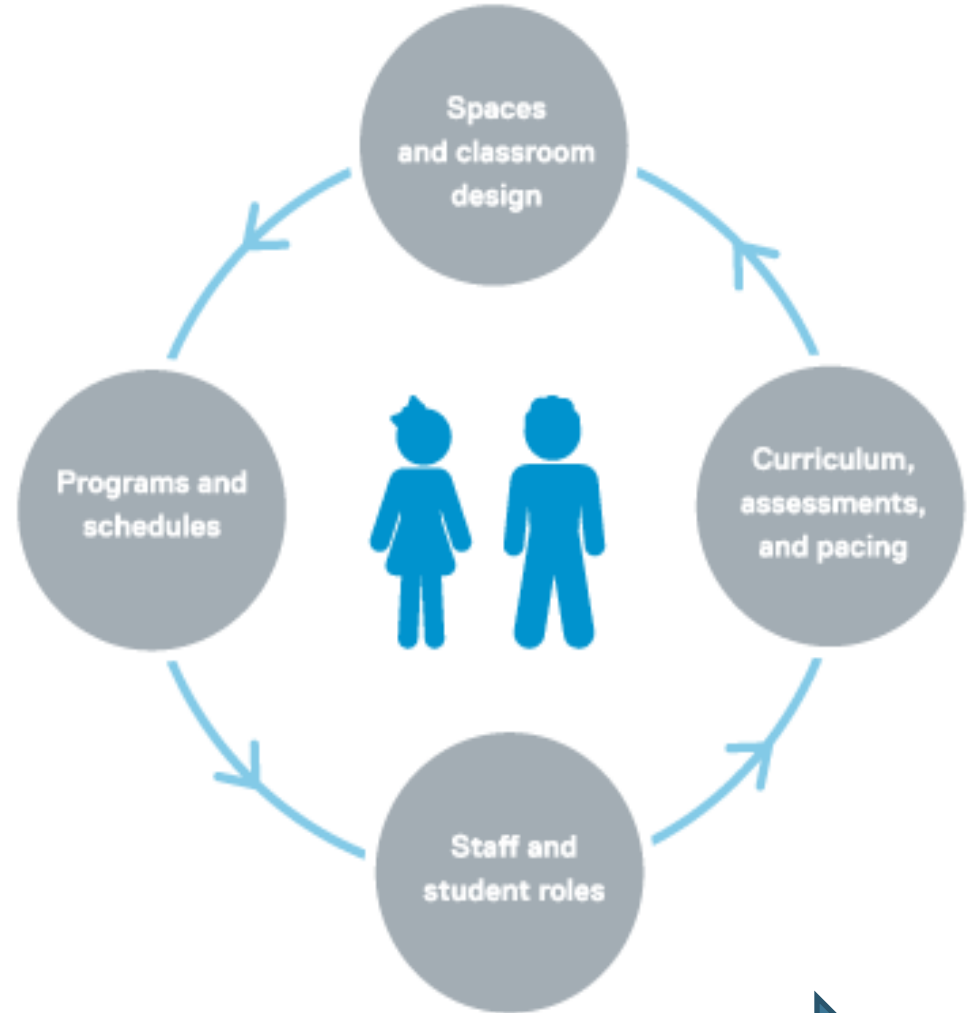 Spaces
and classroom
design
Programs and
schedules
Curriculum,
assessments,
and pacing
Staff and
student roles